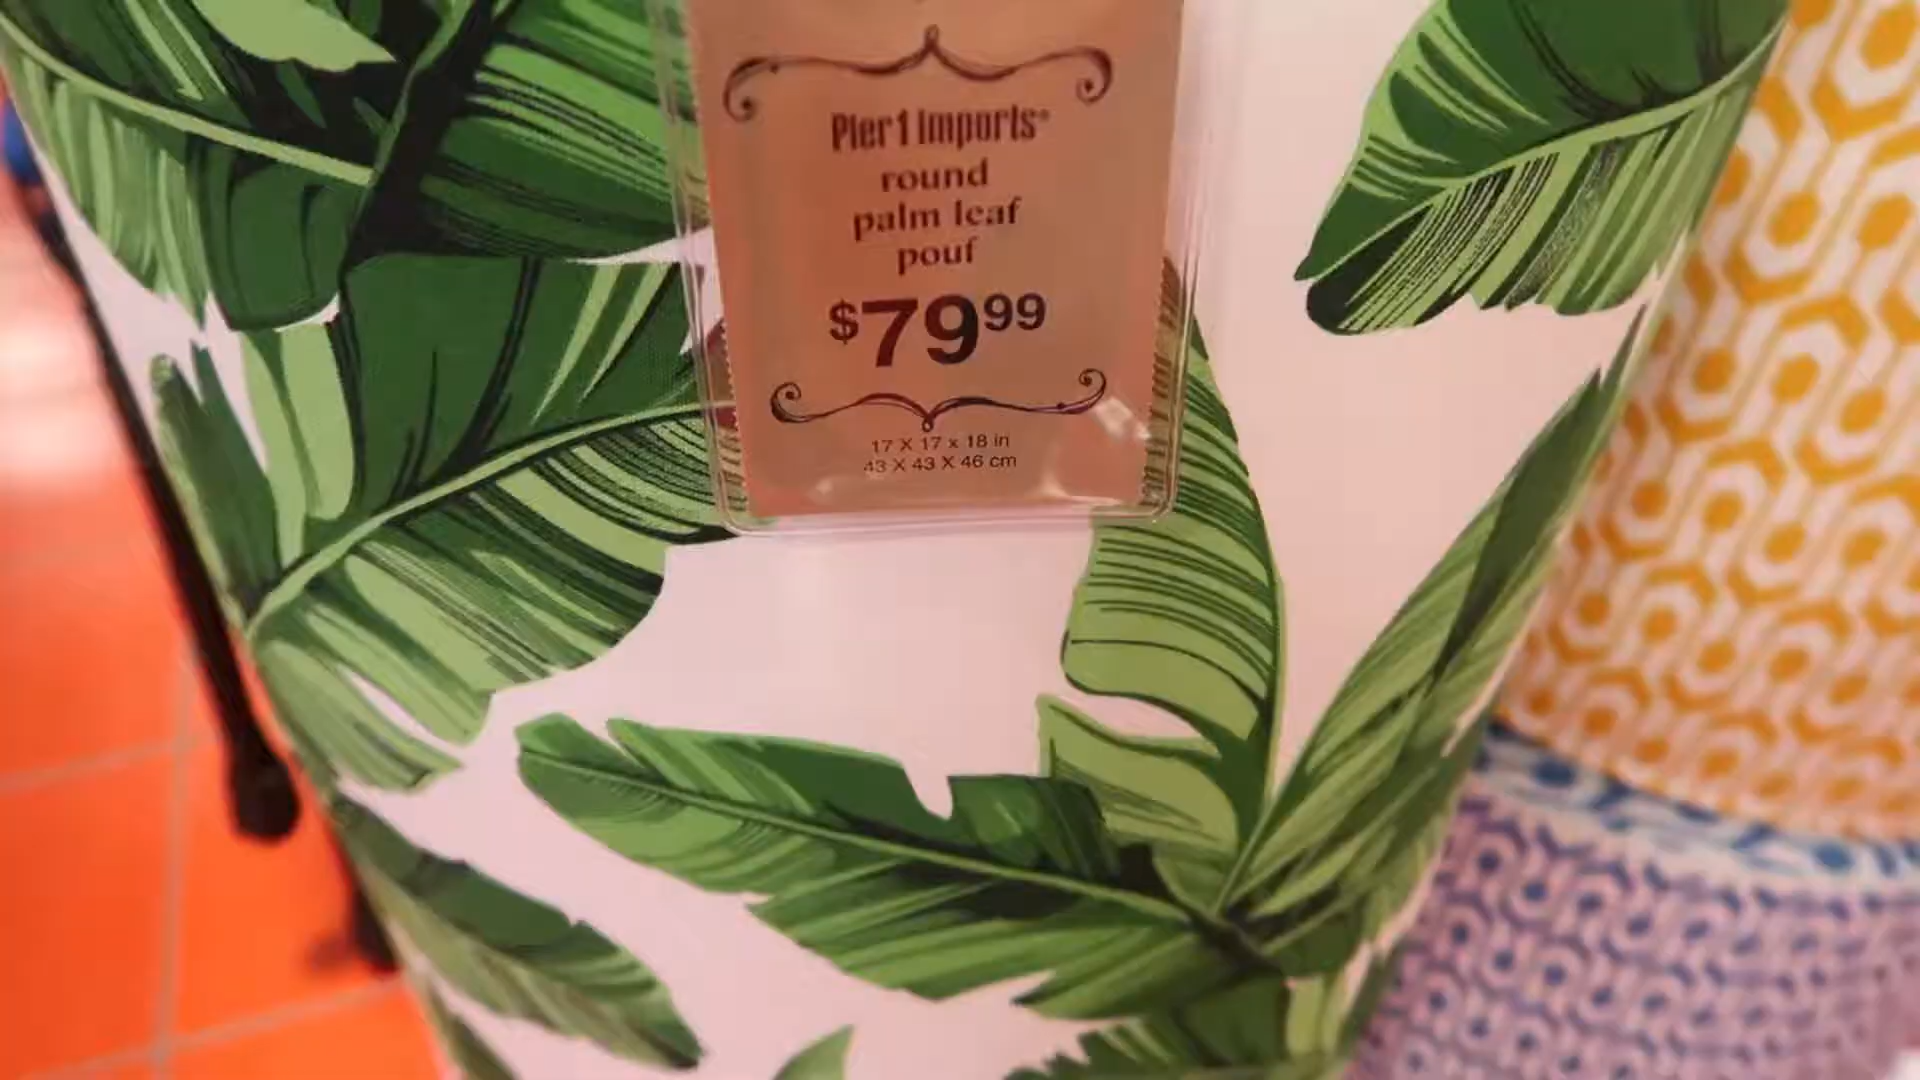 Pier 1 imports®
round
palm leaf
pouf
$79.99
17 X 17 x 18 in
43 X 43 X 46 cm